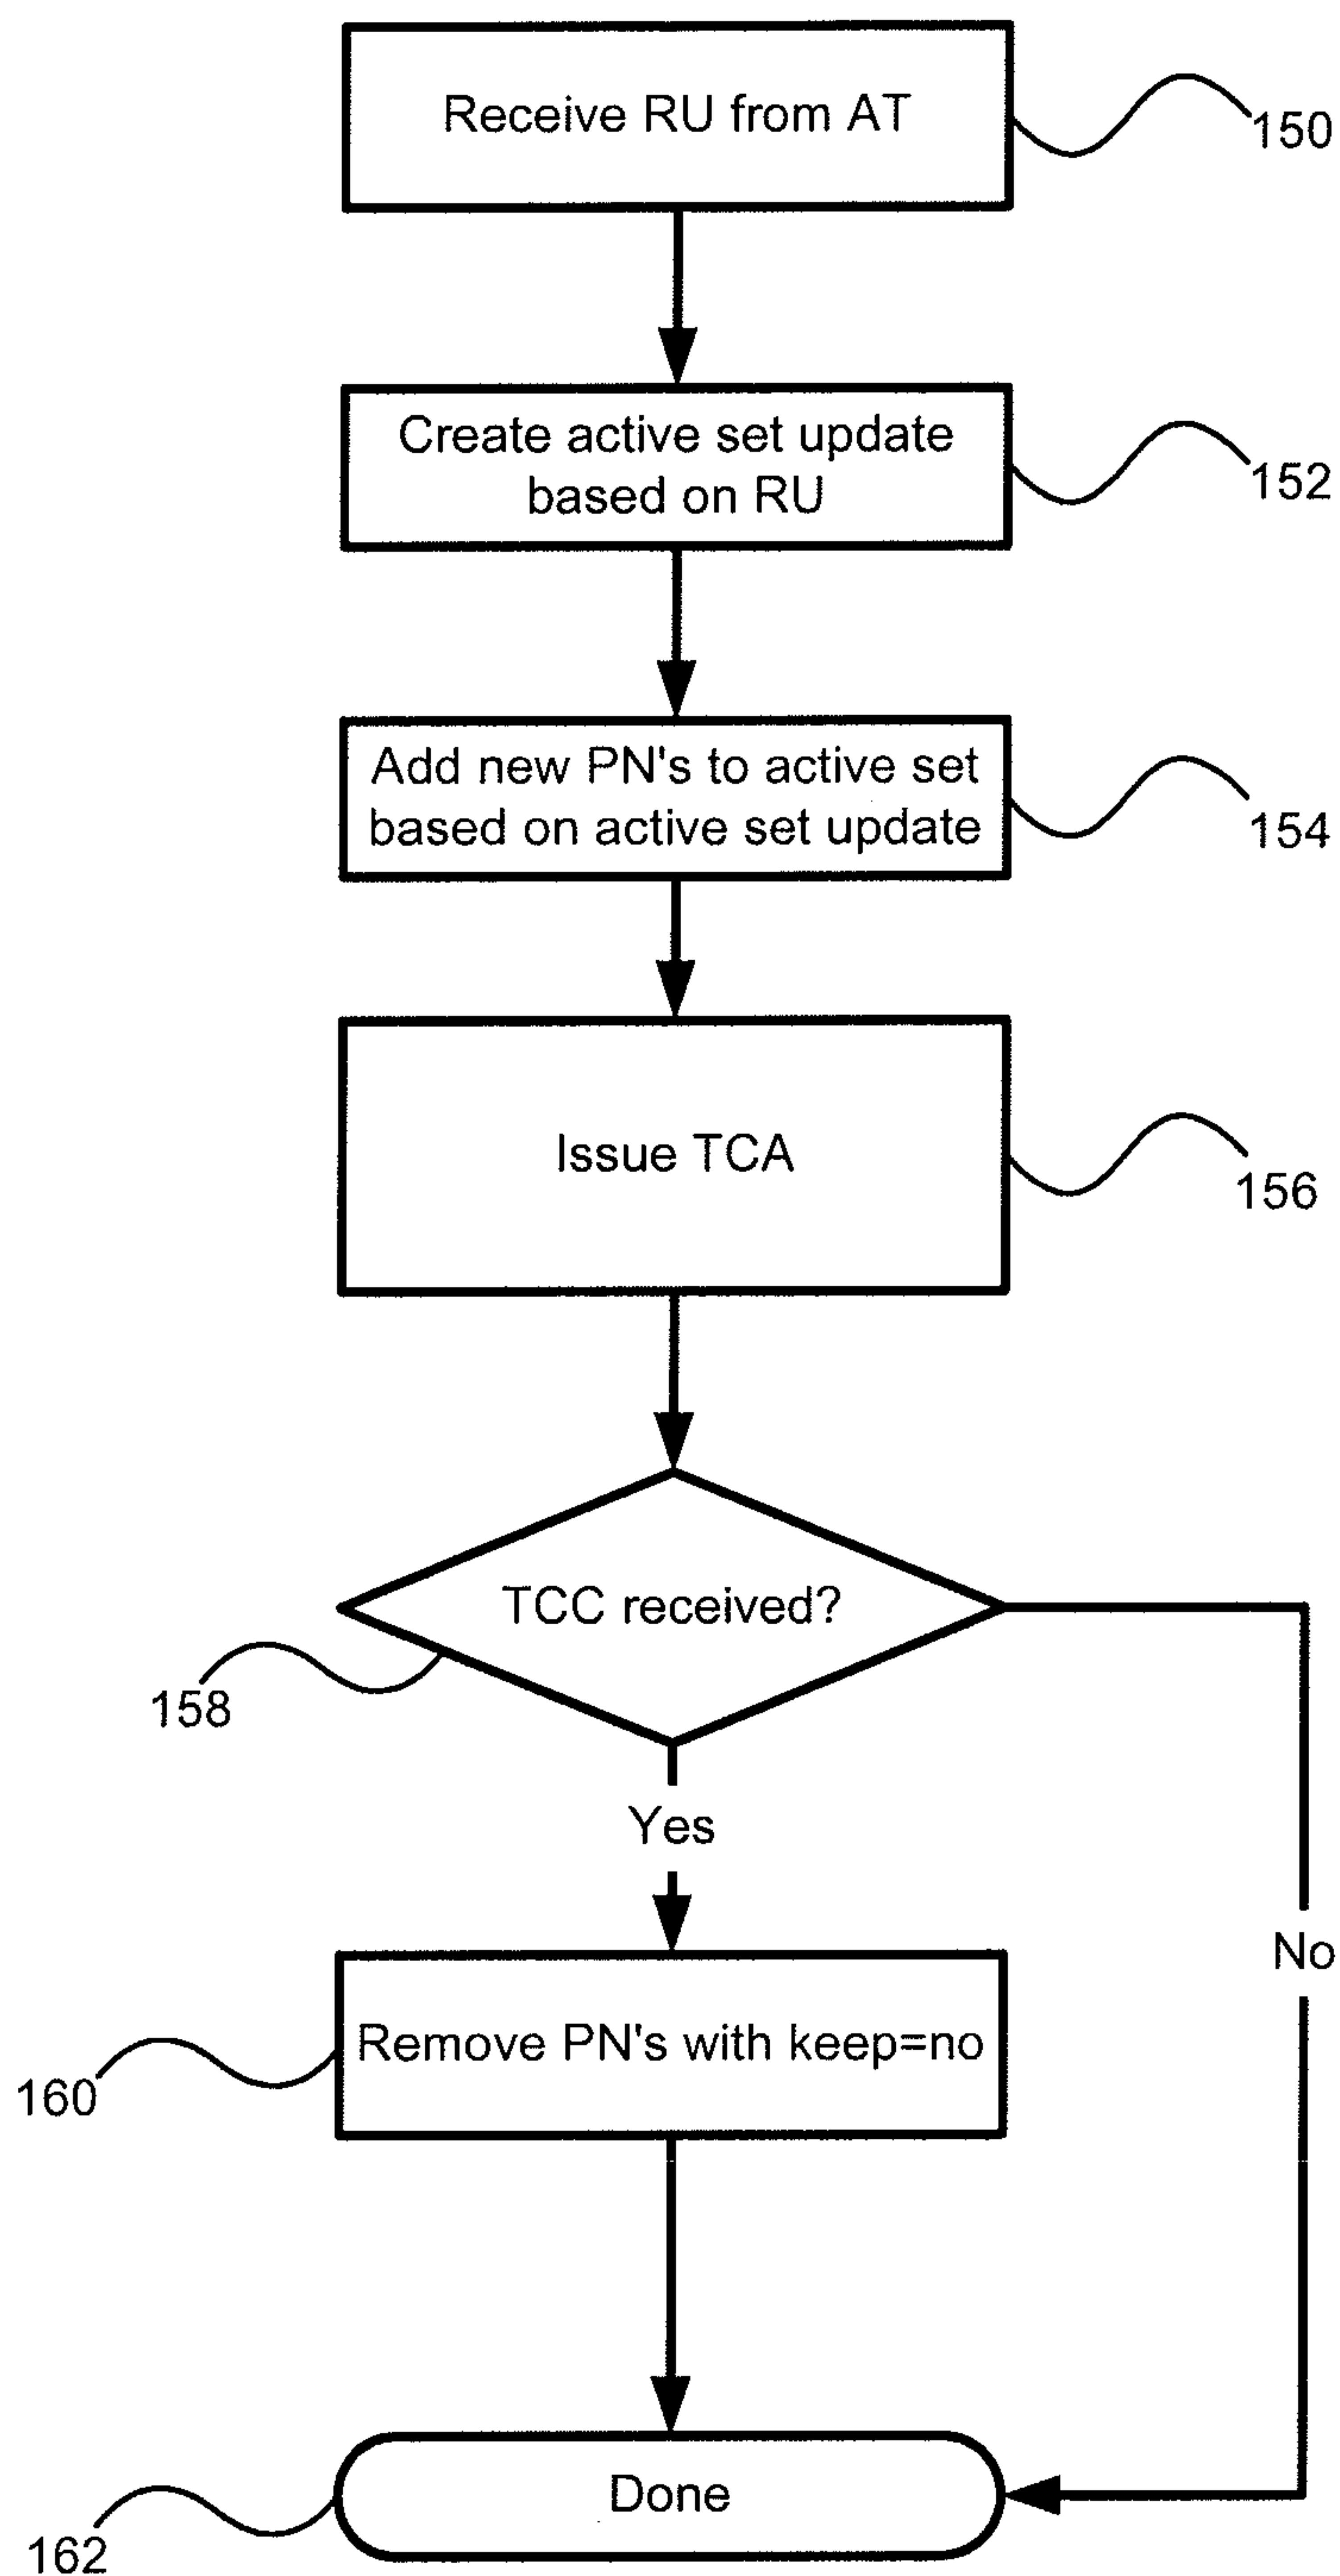 Receive RU from AT
150
Create active set update
based on RU
152
Add new PN's to active set
based on active set update
154
Issue TCA
156
TCC received?
158
Yes
No
Remove PN's with keep=no
160
Done
162